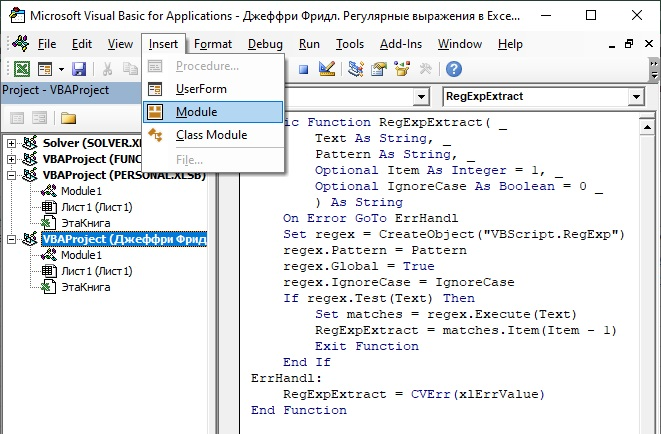 Microsoft Visual Basic for Applications - Джеффри Фридл. Регулярные выражения в Exce...
File Edit View Insert Format Debug Run Tools Add-Ins Window Help
Procedure...
UserForm
Module
Class Module
File...
Project - VBAProject
RegExpExtract
Solver (SOLVER.XL
VBAProject (FUNC
VBAProject (PERSONAL.XLSB)
Module1
Лист1 (Лист1)
ЭтаКнига
VBAProject (Джеффри Фрид
Module1
Лист1 (Лист1)
ЭтаКнига
ic Function RegExpExtract( _
Text As String, _
Pattern As String, _
Optional Item As Integer = 1, _
Optional IgnoreCase As Boolean = 0 _
) As String
On Error GoTo ErrHandl
Set regex = CreateObject("VBScript.RegExp")
regex.Pattern = Pattern
regex.Global = True
regex.IgnoreCase = IgnoreCase
If regex.Test(Text) Then
Set matches = regex.Execute(Text)
RegExpExtract = matches.Item(Item - 1)
Exit Function
End If
ErrHandl:
RegExpExtract = CVErr(xlErrValue)
End Function